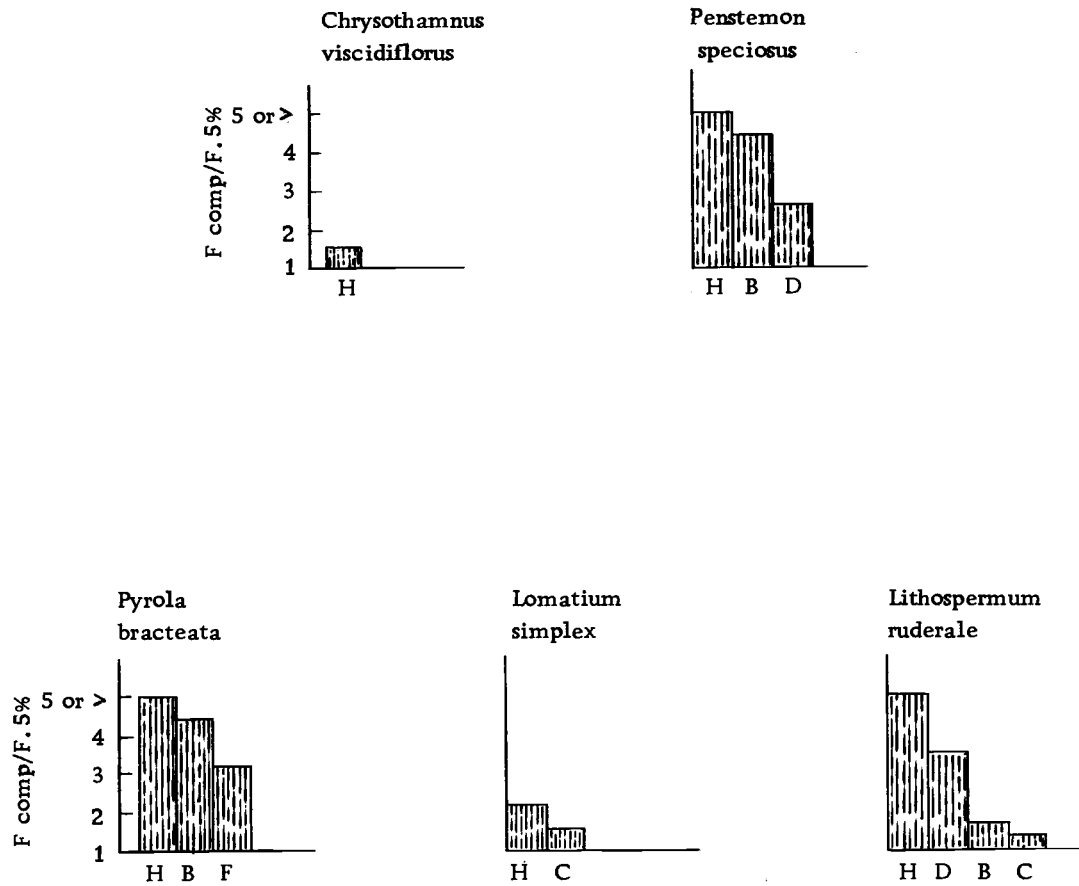 Chrysothamnus
viscidiflorus
Penstemon
speciosus
F comp/F. 5%
5 or >
4
3
2
1
H
H B D
Pyrola
bracteata
Lomatium
simplex
Lithospermum
ruderale
F comp/F. 5%
5 or >
4
3
2
1
H B F
H C
H D B C